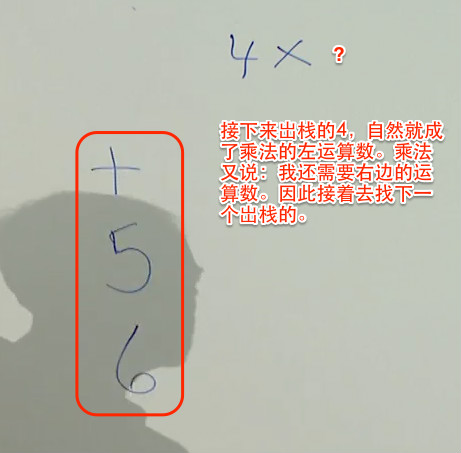 4 × ?
接下来出栈的4，自然就成
了乘法的左运算数。乘法
又说：我还需要右边的运
算数。因此接着去找下一
个出栈的。
+
5
6